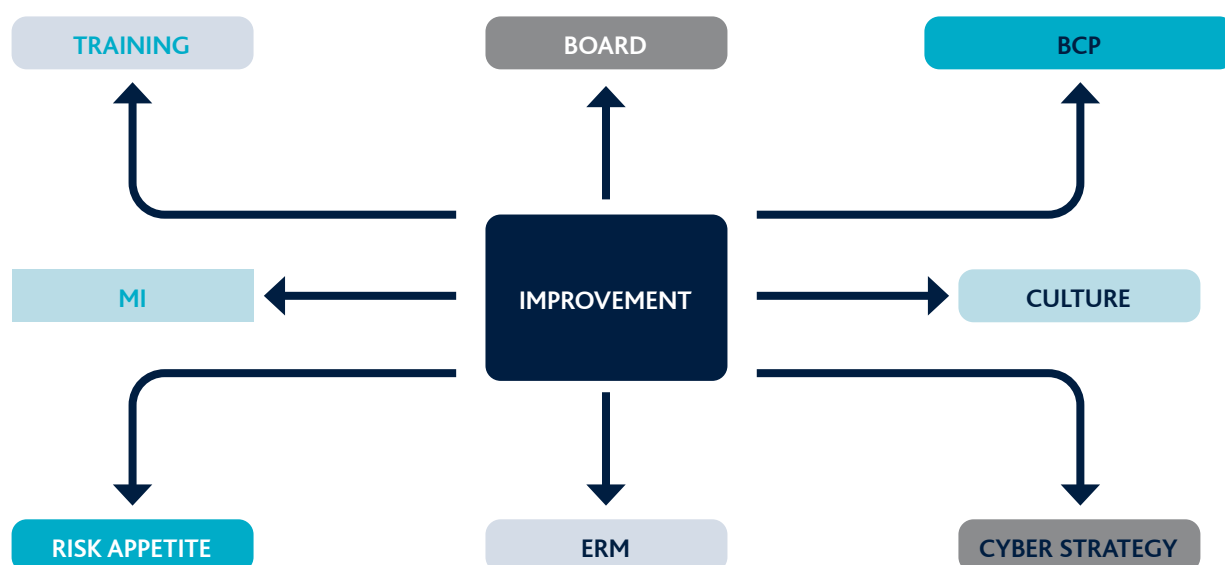 TRAINING
BOARD
BCP
MI
IMPROVEMENT
CULTURE
RISK APPETITE
ERM
CYBER STRATEGY